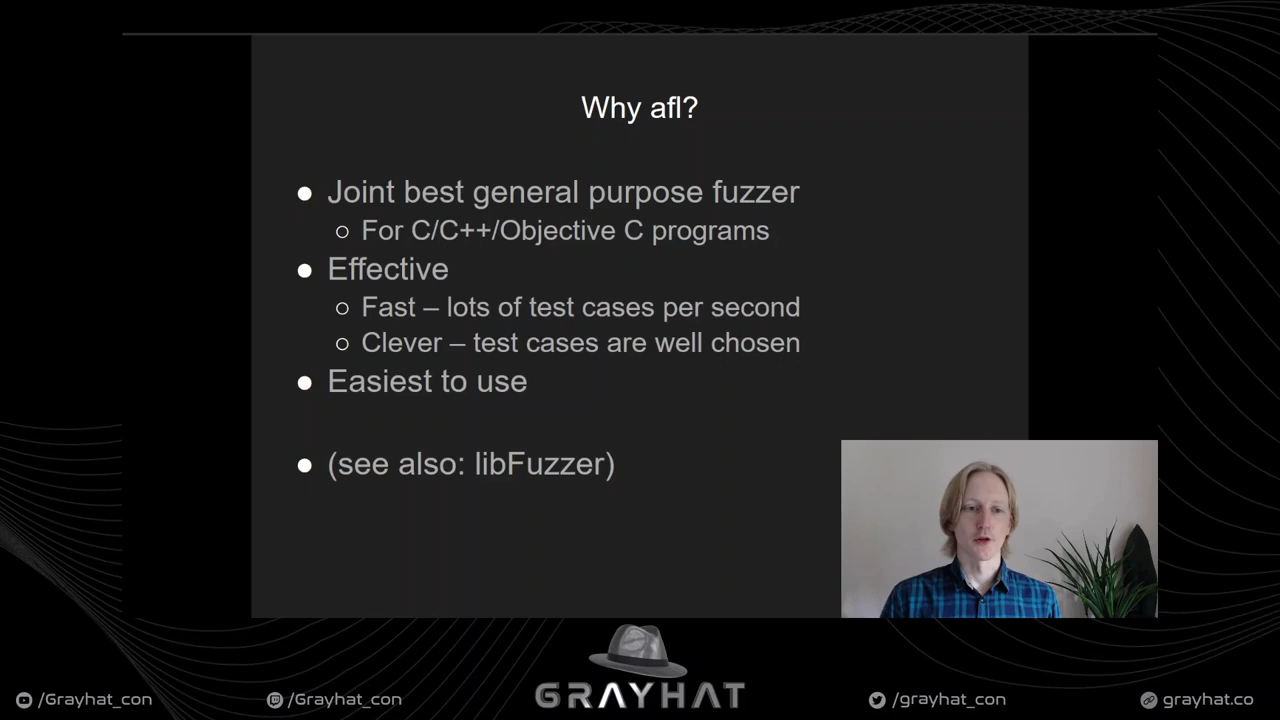 Why afl?
Joint best general purpose fuzzer
For C/C++/Objective C programs
Effective
Fast – lots of test cases per second
Clever – test cases are well chosen
Easiest to use
(see also: libFuzzer)
GRAYHAT
/Grayhat_con
/Grayhat_con
/grayhat_con
grayhat.co